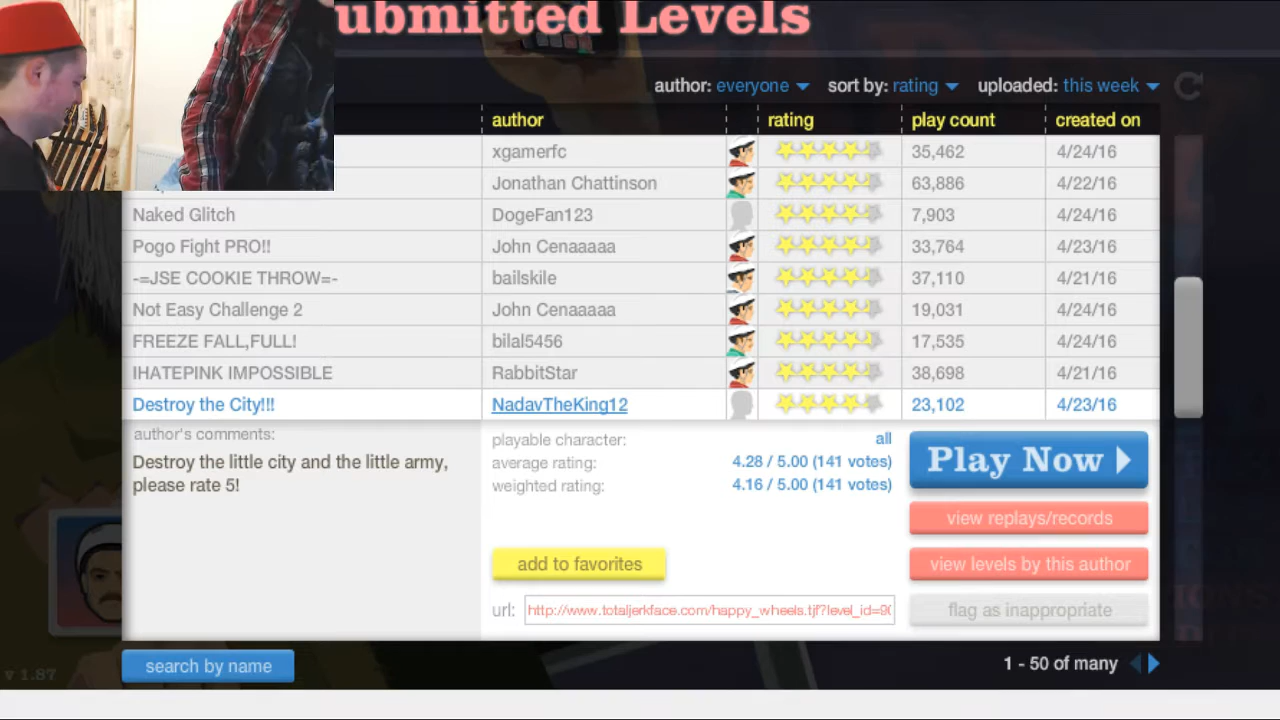 ubmitted Levels
author: everyone sort by: rating uploaded: this week
author rating play count created on
xgamerfc 35,462 4/24/16
Jonathan Chattinson 63,886 4/22/16
Naked Glitch DogeFan123 7,903 4/24/16
Pogo Fight PRO!! John Cenaaaaa 33,764 4/23/16
-=JSE COOKIE THROW=- bailskile 37,110 4/21/16
Not Easy Challenge 2 John Cenaaaaa 19,031 4/24/16
FREEZE FALL,FULL! bilal5456 17,535 4/24/16
IHATEPINK IMPOSSIBLE RabbitStar 38,698 4/21/16
Destroy the City!!! NadavTheKing12 23,102 4/23/16
author's comments:
Destroy the little city and the little army,
please rate 5!
playable character: all
average rating: 4.28 / 5.00 (141 votes)
weighted rating: 4.16 / 5.00 (141 votes)
Play Now
view replays/records
add to favorites
view levels by this author
url: http://www.totaljerkface.com/happy_wheels.tjf?level_id=9
flag as inappropriate
v 1.87
search by name
1 - 50 of many